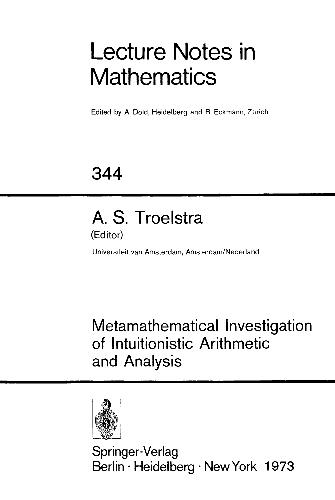 Lecture Notes in
Mathematics
Edited by A. Dold, Heidelberg and B. Eckmann, Zürich
344
A. S. Troelstra
(Editor)
Universiteit van Amsterdam, Amsterdam/Nederland
Metamathematical Investigation
of Intuitionistic Arithmetic
and Analysis
Springer-Verlag
Berlin · Heidelberg · New York 1973